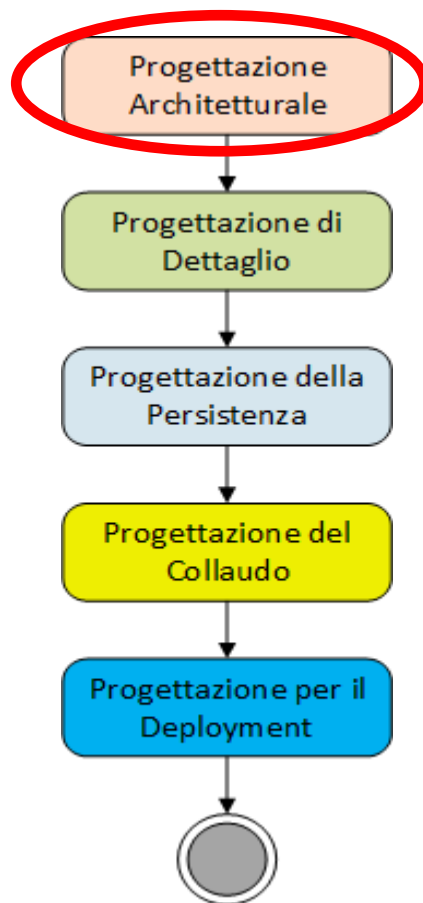 Progettazione
Architetturale
Progettazione di
Dettaglio
Progettazione della
Persistenza
Progettazione del
Collaudo
Progettazione per il
Deployment